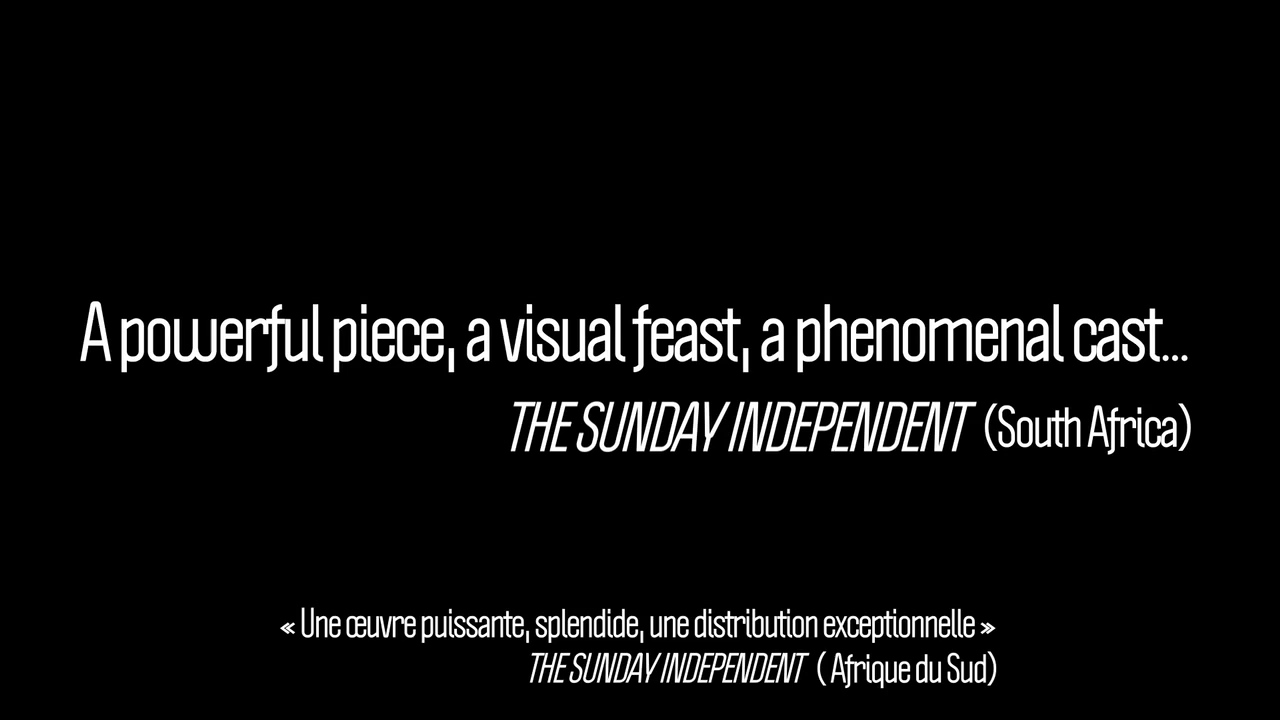 A powerful piece, a visual feast, a phenomenal cast...
THE SUNDAY INDEPENDENT (South Africa)
« Une œuvre puissante, splendide, une distribution exceptionnelle »
THE SUNDAY INDEPENDENT ( Afrique du Sud)